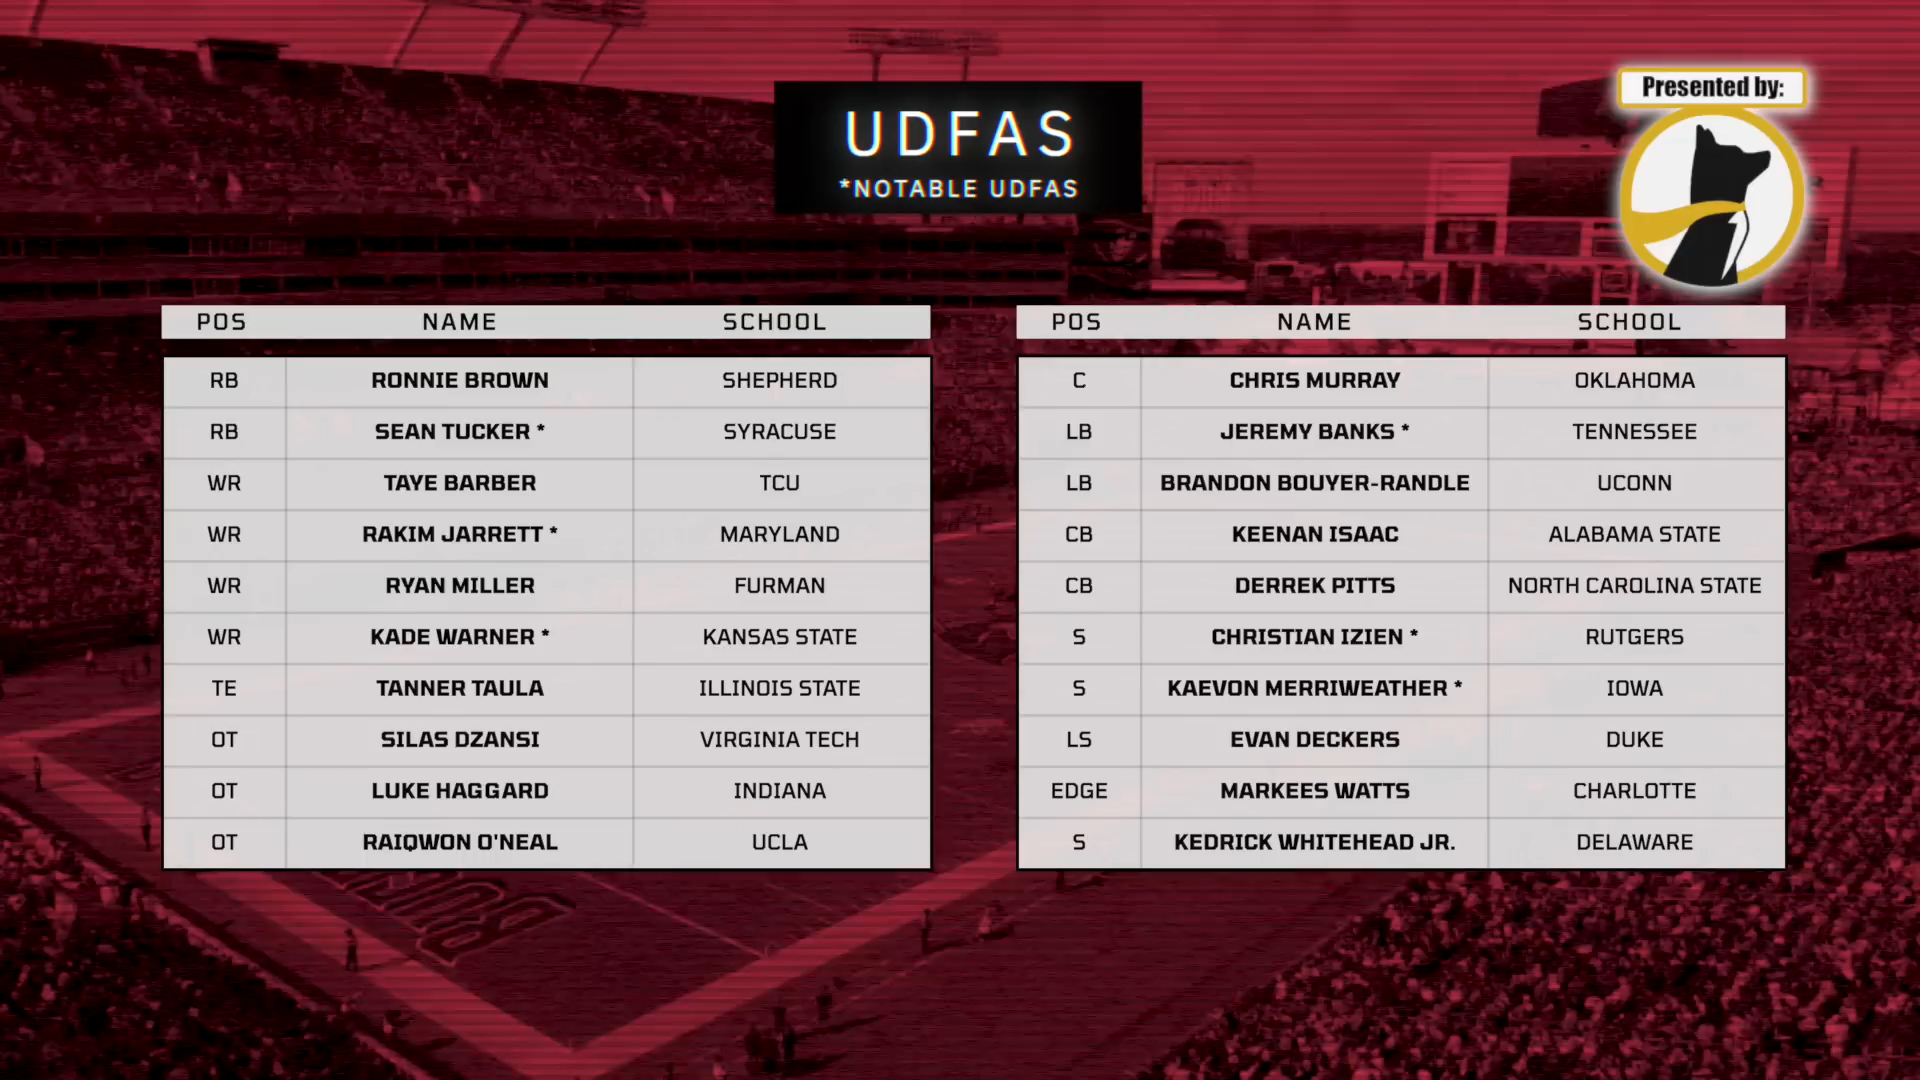 Presented by:
UDFAS
*NOTABLE UDFAS
POS NAME SCHOOL
RB RONNIE BROWN SHEPHERD
RB SEAN TUCKER * SYRACUSE
WR TAYE BARBER TCU
WR RAKIM JARRETT * MARYLAND
WR RYAN MILLER FURMAN
WR KADE WARNER * KANSAS STATE
TE TANNER TAULA ILLINOIS STATE
OT SILAS DZANSI VIRGINIA TECH
OT LUKE HAGGARD INDIANA
OT RAIQWON O'NEAL UCLA
POS NAME SCHOOL
C CHRIS MURRAY OKLAHOMA
LB JEREMY BANKS * TENNESSEE
LB BRANDON BOUYER-RANDLE UCONN
CB KEENAN ISAAC ALABAMA STATE
CB DERREK PITTS NORTH CAROLINA STATE
S CHRISTIAN IZIEN * RUTGERS
S KAEVON MERRIWEATHER * IOWA
LS EVAN DECKERS DUKE
EDGE MARKEES WATTS CHARLOTTE
S KEDRICK WHITEHEAD JR. DELAWARE